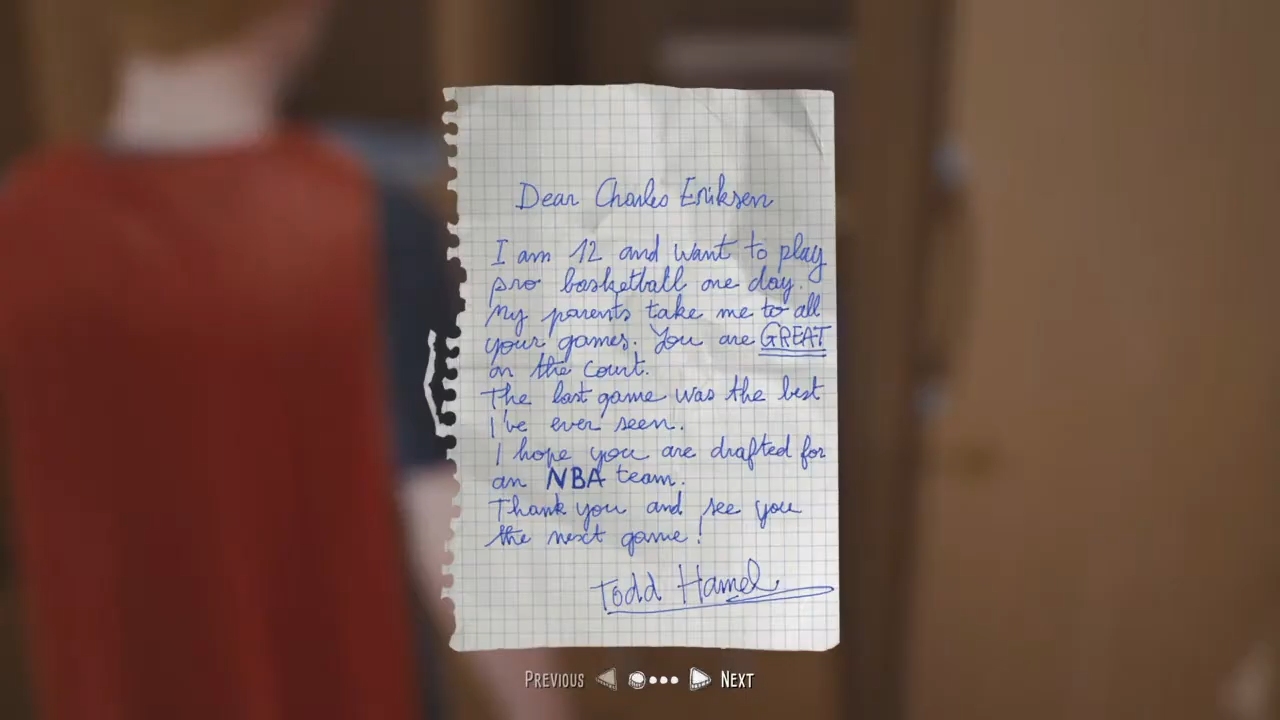 Dear Charles Eriksen
I am 12 and want to play
pro basketball one day.
My parents take me to all
your games. You are GREAT
on the court.
The last game was the best
I've ever seen.
I hope you are drafted for
an NBA team.
Thank you and see you
the next game!
Todd Hamel
PREVIOUS NEXT